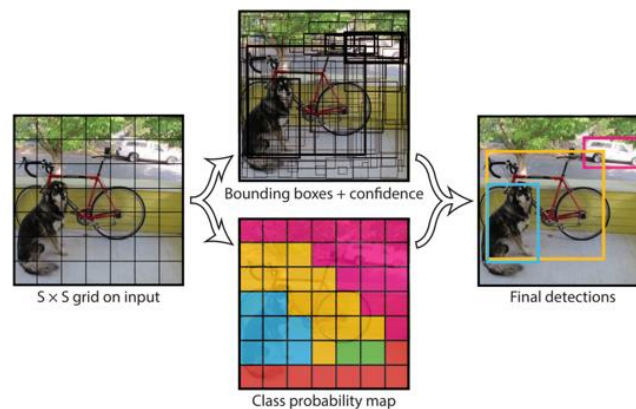 Bounding boxes + confidence
S × S grid on input
Final detections
Class probability map